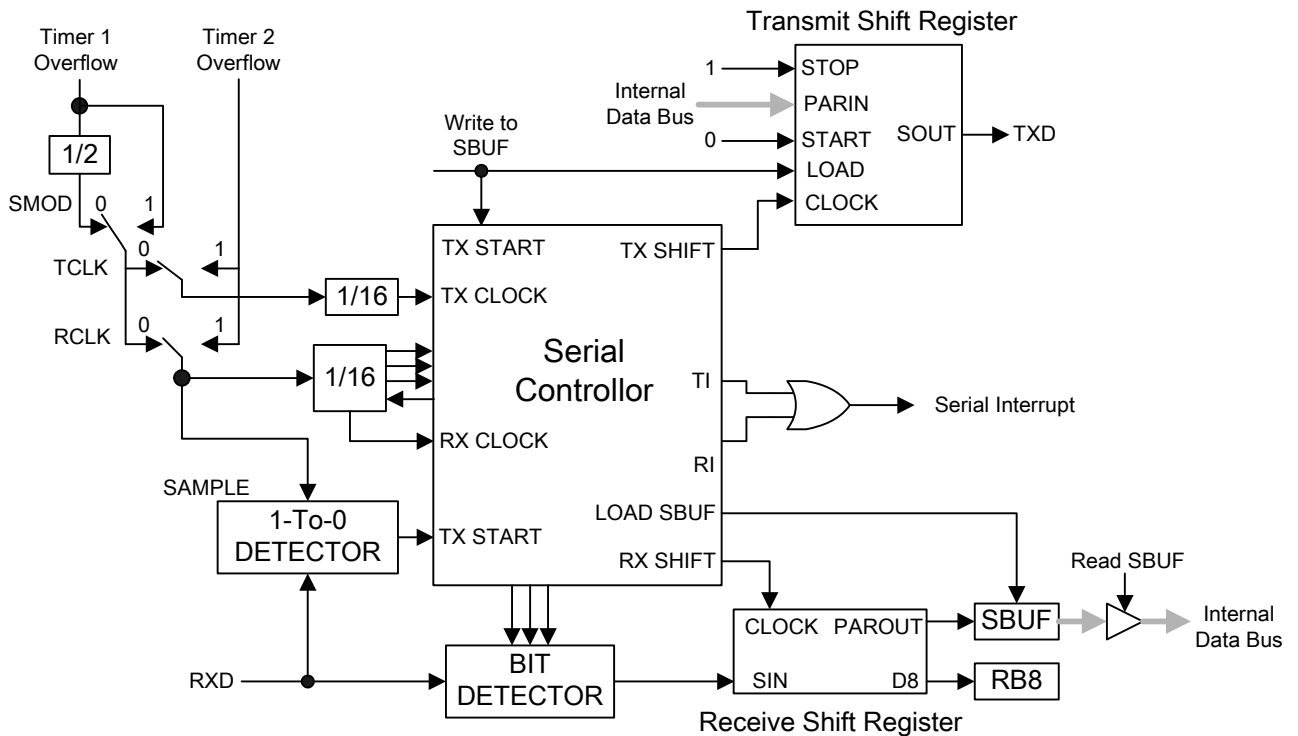 Transmit Shift Register
Timer 1
Overflow
Timer 2
Overflow
1
STOP
Internal
Data Bus
PARIN
0
START
SOUT
TXD
LOAD
CLOCK
Write to
SBUF
1/2
SMOD
0
1
TCLK
0
1
RCLK
0
1
1/16
1/16
TX START
TX SHIFT
TX CLOCK
Serial
Controllor
TI
Serial Interrupt
RX CLOCK
RI
SAMPLE
1-To-0
DETECTOR
TX START
LOAD SBUF
RX SHIFT
Read SBUF
CLOCK
PAROUT
SBUF
Internal
Data Bus
RXD
BIT
DETECTOR
SIN
D8
RB8
Receive Shift Register